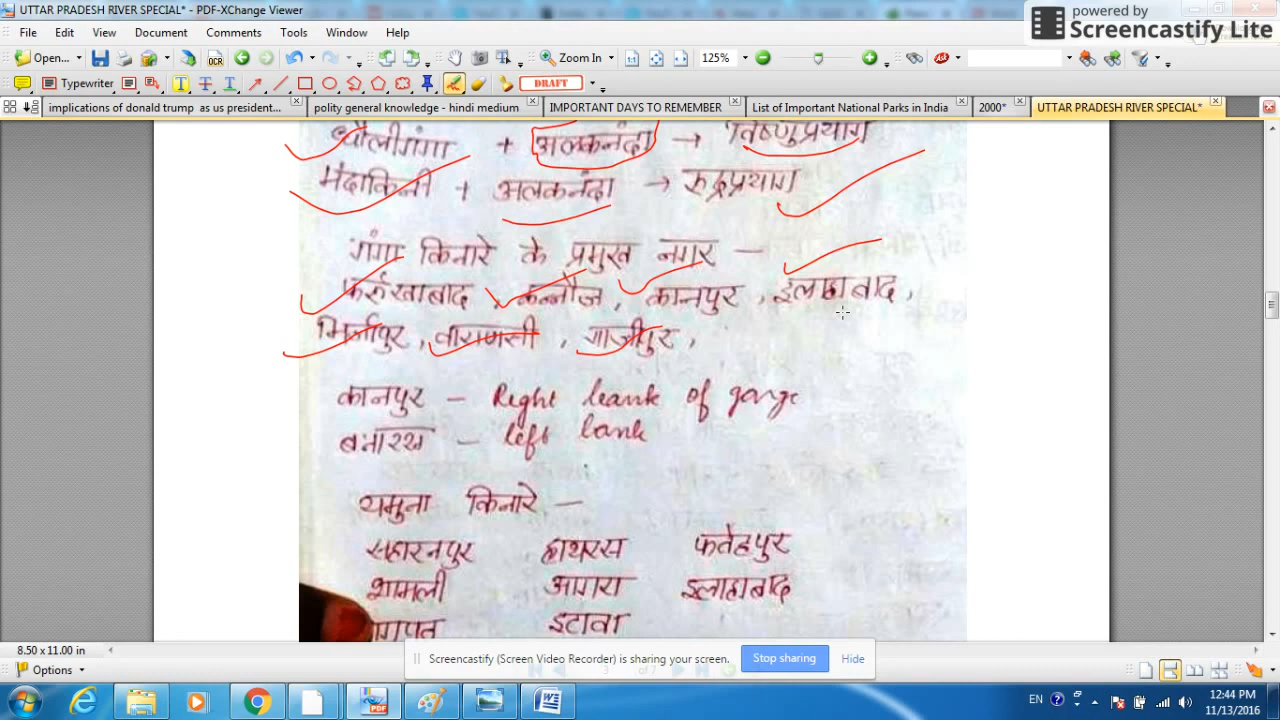 UTTAR PRADESH RIVER SPECIAL* - PDF-XChange Viewer
powered by
Screencastify Lite
File Edit View Document Comments Tools Window Help
Open... OCR Zoom In 125%
Typewriter DRAFT
implications of donald trump as us president... polity general knowledge - hindi medium IMPORTANT DAYS TO REMEMBER List of Important National Parks in India 2000* UTTAR PRADESH RIVER SPECIAL*
धौलीगंगा + अलकनंदा → विष्णुप्रयाग
मंदाकिनी + अलकनंदा → रुद्रप्रयाग
गंगा किनारे के प्रमुख नगर —
फर्रुखाबाद, कन्नौज, कानपुर, इलाहाबाद,
मिर्जापुर, वाराणसी, गाजीपुर,
कानपुर — Right bank of
बनारस — left bank
यमुना किनारे —
सहारनपुर हाथरस फतेहपुर
शामली आगरा इलाहाबाद
इटावा
8.50 x 11.00 in
Screencastify (Screen Video Recorder) is sharing your screen. Stop sharing Hide
Options 3 of 7
EN 12:44 PM
11/13/2016